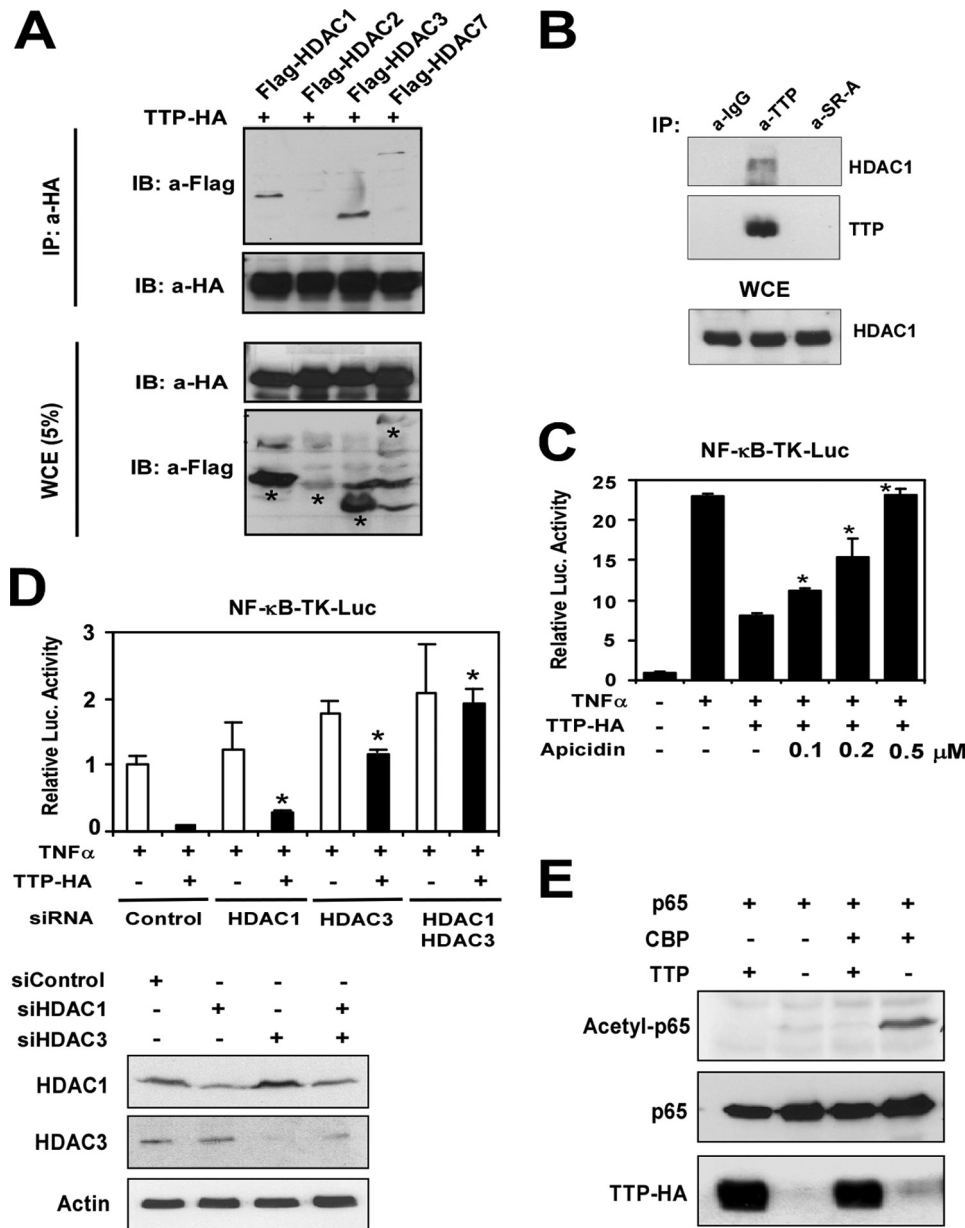 A
Flag-HDAC1
Flag-HDAC2
Flag-HDAC3
Flag-HDAC7
TTP-HA + + + +
IP: a-HA
IB: a-Flag
IB: a-HA
WCE (5%)
IB: a-HA
IB: a-Flag
* * * *
B
IP: a-IgG a-TTP a-SR-A
HDAC1
TTP
WCE
HDAC1
C
NF-κB-TK-Luc
Relative Luc. Activity
25
20
15
10
5
0
* * *
TNFα - + + + + +
TTP-HA - - + + + +
Apicidin - - - 0.1 0.2 0.5 μM
D
NF-κB-TK-Luc
Relative Luc. Activity
3
2
1
0
* * *
TNFα + + + + + + + +
TTP-HA - + - + - + - +
siRNA Control HDAC1 HDAC3 HDAC1
HDAC3
siControl + - - -
siHDAC1 - + - +
siHDAC3 - - + +
HDAC1
HDAC3
Actin
E
p65 + + + +
CBP - - + +
TTP + - + -
Acetyl-p65
p65
TTP-HA